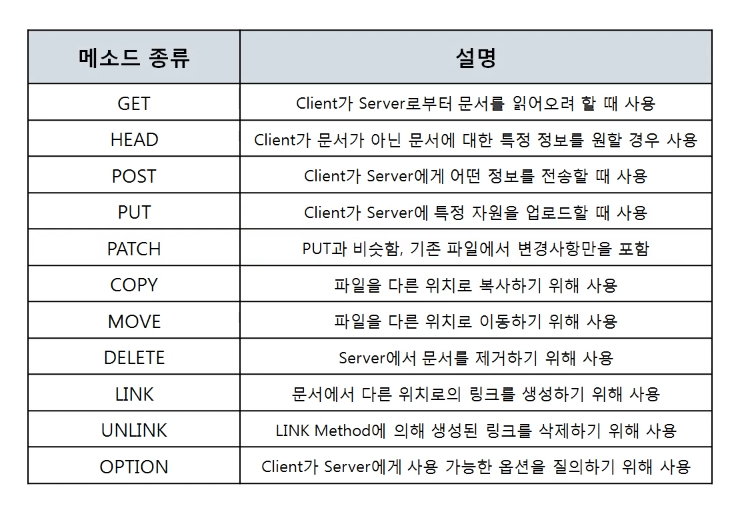 메소드 종류 설명
GET Client가 Server로부터 문서를 읽어오려 할 때 사용
HEAD Client가 문서가 아닌 문서에 대한 특정 정보를 원할 경우 사용
POST Client가 Server에게 어떤 정보를 전송할 때 사용
PUT Client가 Server에 특정 자원을 업로드할 때 사용
PATCH PUT과 비슷함, 기존 파일에서 변경사항만을 포함
COPY 파일을 다른 위치로 복사하기 위해 사용
MOVE 파일을 다른 위치로 이동하기 위해 사용
DELETE Server에서 문서를 제거하기 위해 사용
LINK 문서에서 다른 위치로의 링크를 생성하기 위해 사용
UNLINK LINK Method에 의해 생성된 링크를 삭제하기 위해 사용
OPTION Client가 Server에게 사용 가능한 옵션을 질의하기 위해 사용